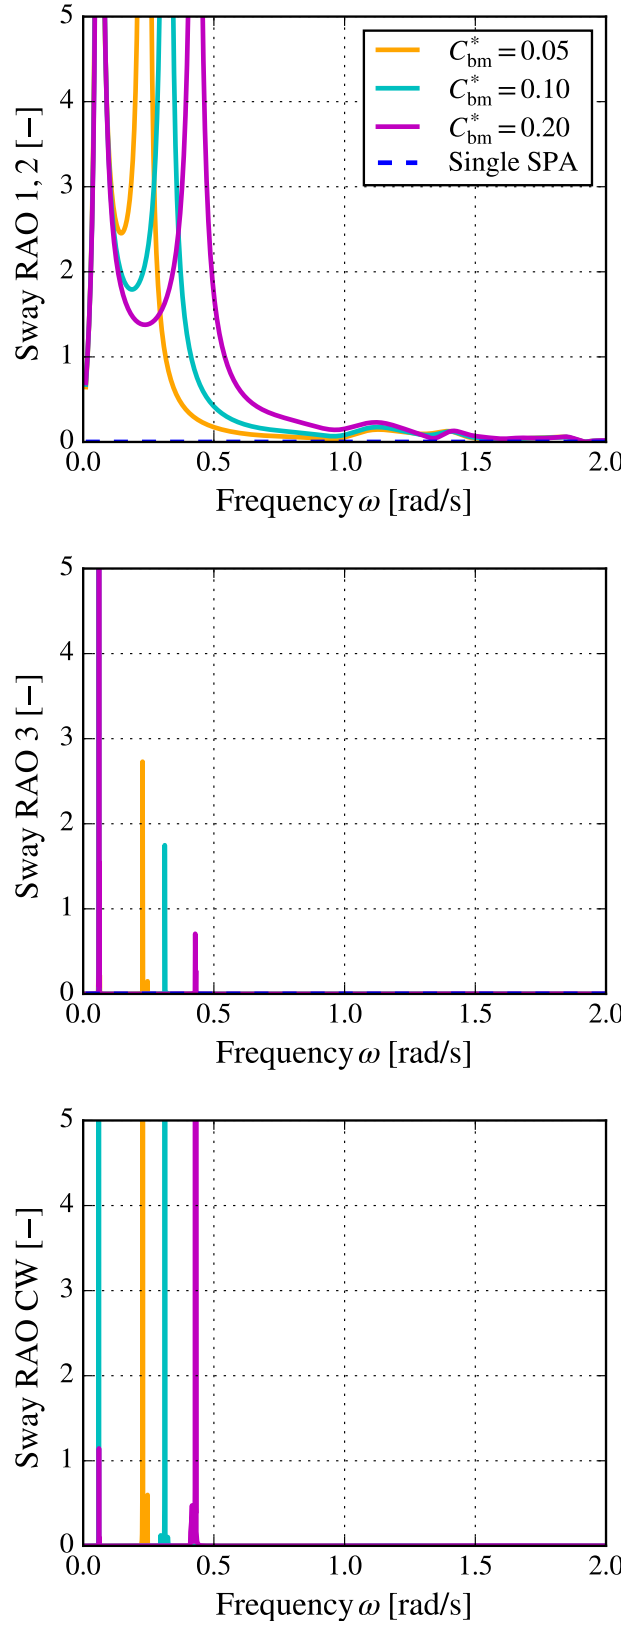 5
4
3
2
1
0
Sway RAO 1, 2 [−]
C*bm = 0.05
C*bm = 0.10
C*bm = 0.20
Single SPA
0.0 0.5 1.0 1.5 2.0
Frequency ω [rad/s]
5
4
3
2
1
0
Sway RAO 3 [−]
0.0 0.5 1.0 1.5 2.0
Frequency ω [rad/s]
5
4
3
2
1
0
Sway RAO CW [−]
0.0 0.5 1.0 1.5 2.0
Frequency ω [rad/s]